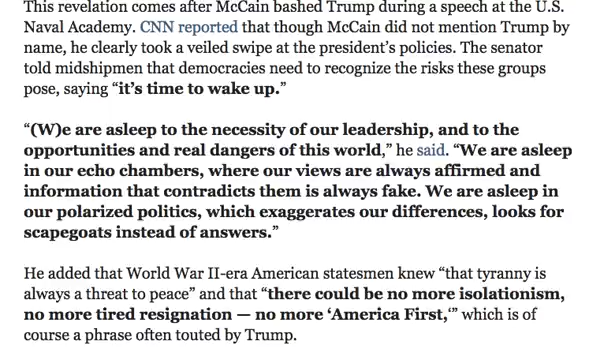 This revelation comes after McCain bashed Trump during a speech at the U.S.
Naval Academy. CNN reported that though McCain did not mention Trump by
name, he clearly took a veiled swipe at the president’s policies. The senator
told midshipmen that democracies need to recognize the risks these groups
pose, saying “it’s time to wake up.”
“(W)e are asleep to the necessity of our leadership, and to the
opportunities and real dangers of this world,” he said. “We are asleep
in our echo chambers, where our views are always affirmed and
information that contradicts them is always fake. We are asleep in
our polarized politics, which exaggerates our differences, looks for
scapegoats instead of answers.”
He added that World War II-era American statesmen knew “that tyranny is
always a threat to peace” and that “there could be no more isolationism,
no more tired resignation — no more ‘America First,‘” which is of
course a phrase often touted by Trump.